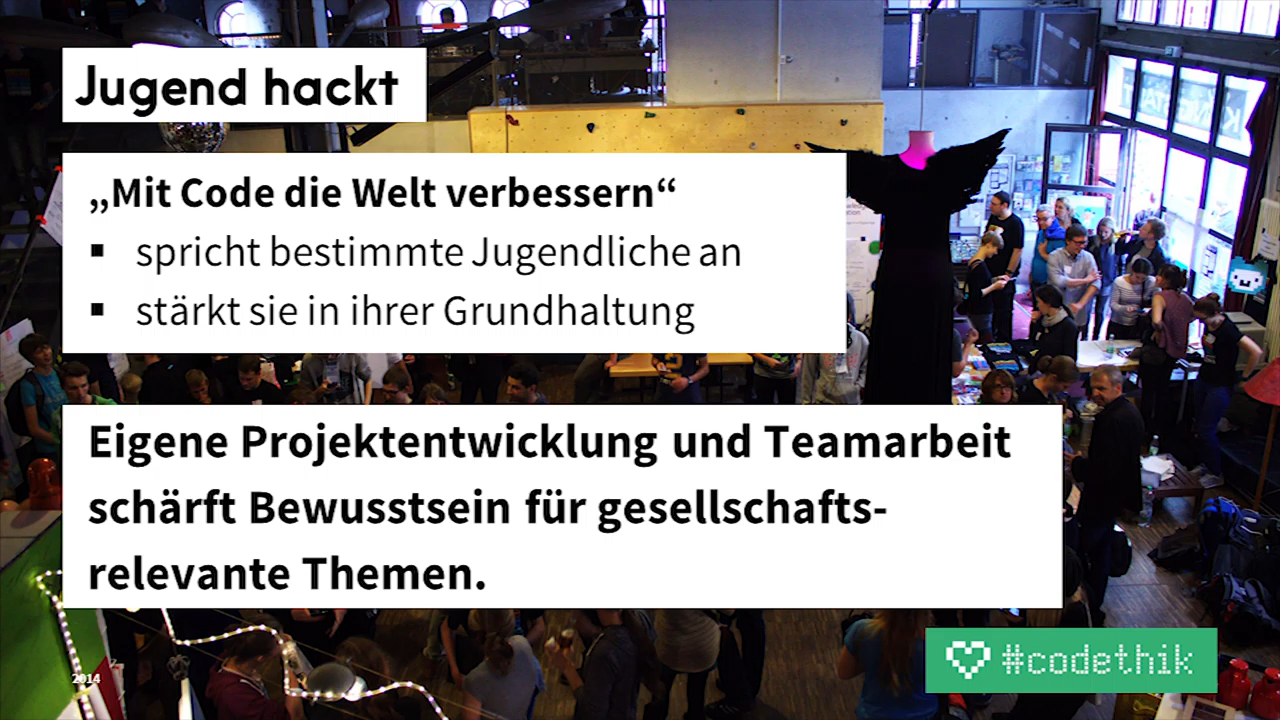 Jugend hackt
„Mit Code die Welt verbessern“
▪ spricht bestimmte Jugendliche an
▪ stärkt sie in ihrer Grundhaltung
Eigene Projektentwicklung und Teamarbeit
schärft Bewusstsein für gesellschafts-
relevante Themen.
#codethik
2014